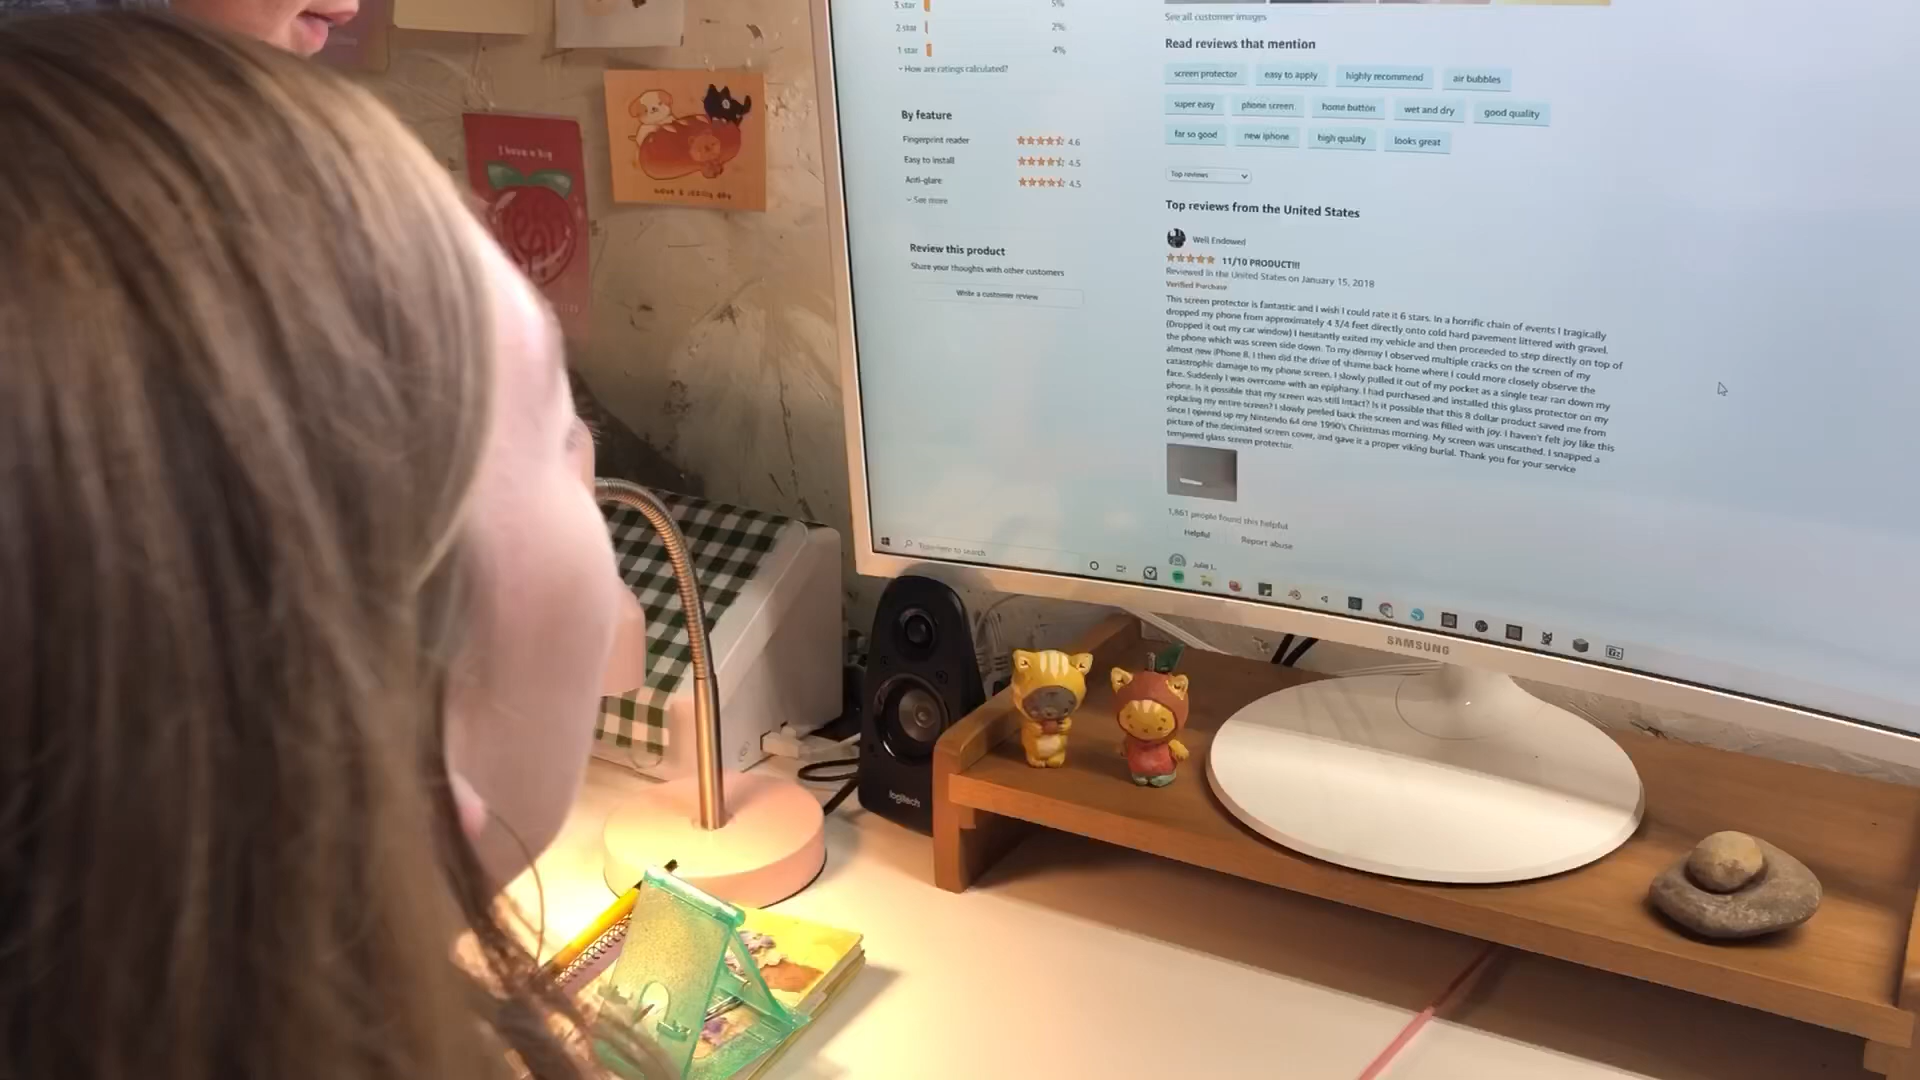 3 star 5%
2 star 2%
1 star 4%
How are ratings calculated?
By feature
Fingerprint reader 4.6
Easy to install 4.5
Anti-glare 4.5
See more
Review this product
Share your thoughts with other customers
Write a customer review
See all customer images
Read reviews that mention
screen protector easy to apply highly recommend air bubbles
super easy phone screen home button wet and dry good quality
far so good new iphone high quality looks great
Top reviews
Top reviews from the United States
Well Endowed
11/10 PRODUCT!!!
Reviewed in the United States on January 15, 2018
Verified Purchase
This screen protector is fantastic and I wish I could rate it 6 stars. In a horrific chain of events I tragically
dropped my phone from approximately 4 3/4 feet directly onto cold hard pavement littered with gravel.
(Dropped it out my car window) I hesitantly exited my vehicle and then proceeded to step directly on top of
the phone which was screen side down. To my dismay I observed multiple cracks on the screen of my
almost new iPhone 8. I then did the drive of shame back home where I could more closely observe the
catastrophic damage to my phone screen. I slowly pulled it out of my pocket as a single tear ran down my
face. Suddenly I was overcome with an epiphany. I had purchased and installed this glass protector on my
phone. Is it possible that my screen was still intact? Is it possible that this 8 dollar product saved me from
replacing my entire screen? I slowly peeled back the screen and was filled with joy. I haven't felt joy like this
since I opened up my Nintendo 64 one 1990's Christmas morning. My screen was unscathed. I snapped a
picture of the decimated screen cover, and gave it a proper viking burial. Thank you for your service
tempered glass screen protector.
1,861 people found this helpful
Helpful Report abuse
Julio L.
Type here to search
SAMSUNG
logitech
I have a big